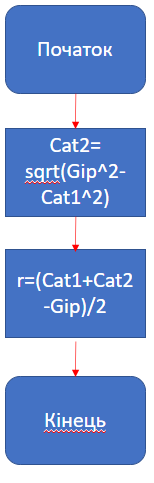 Початок
Cat2=
sqrt(Gip^2-
Cat1^2)
r=(Cat1+Cat2
-Gip)/2
Кінець